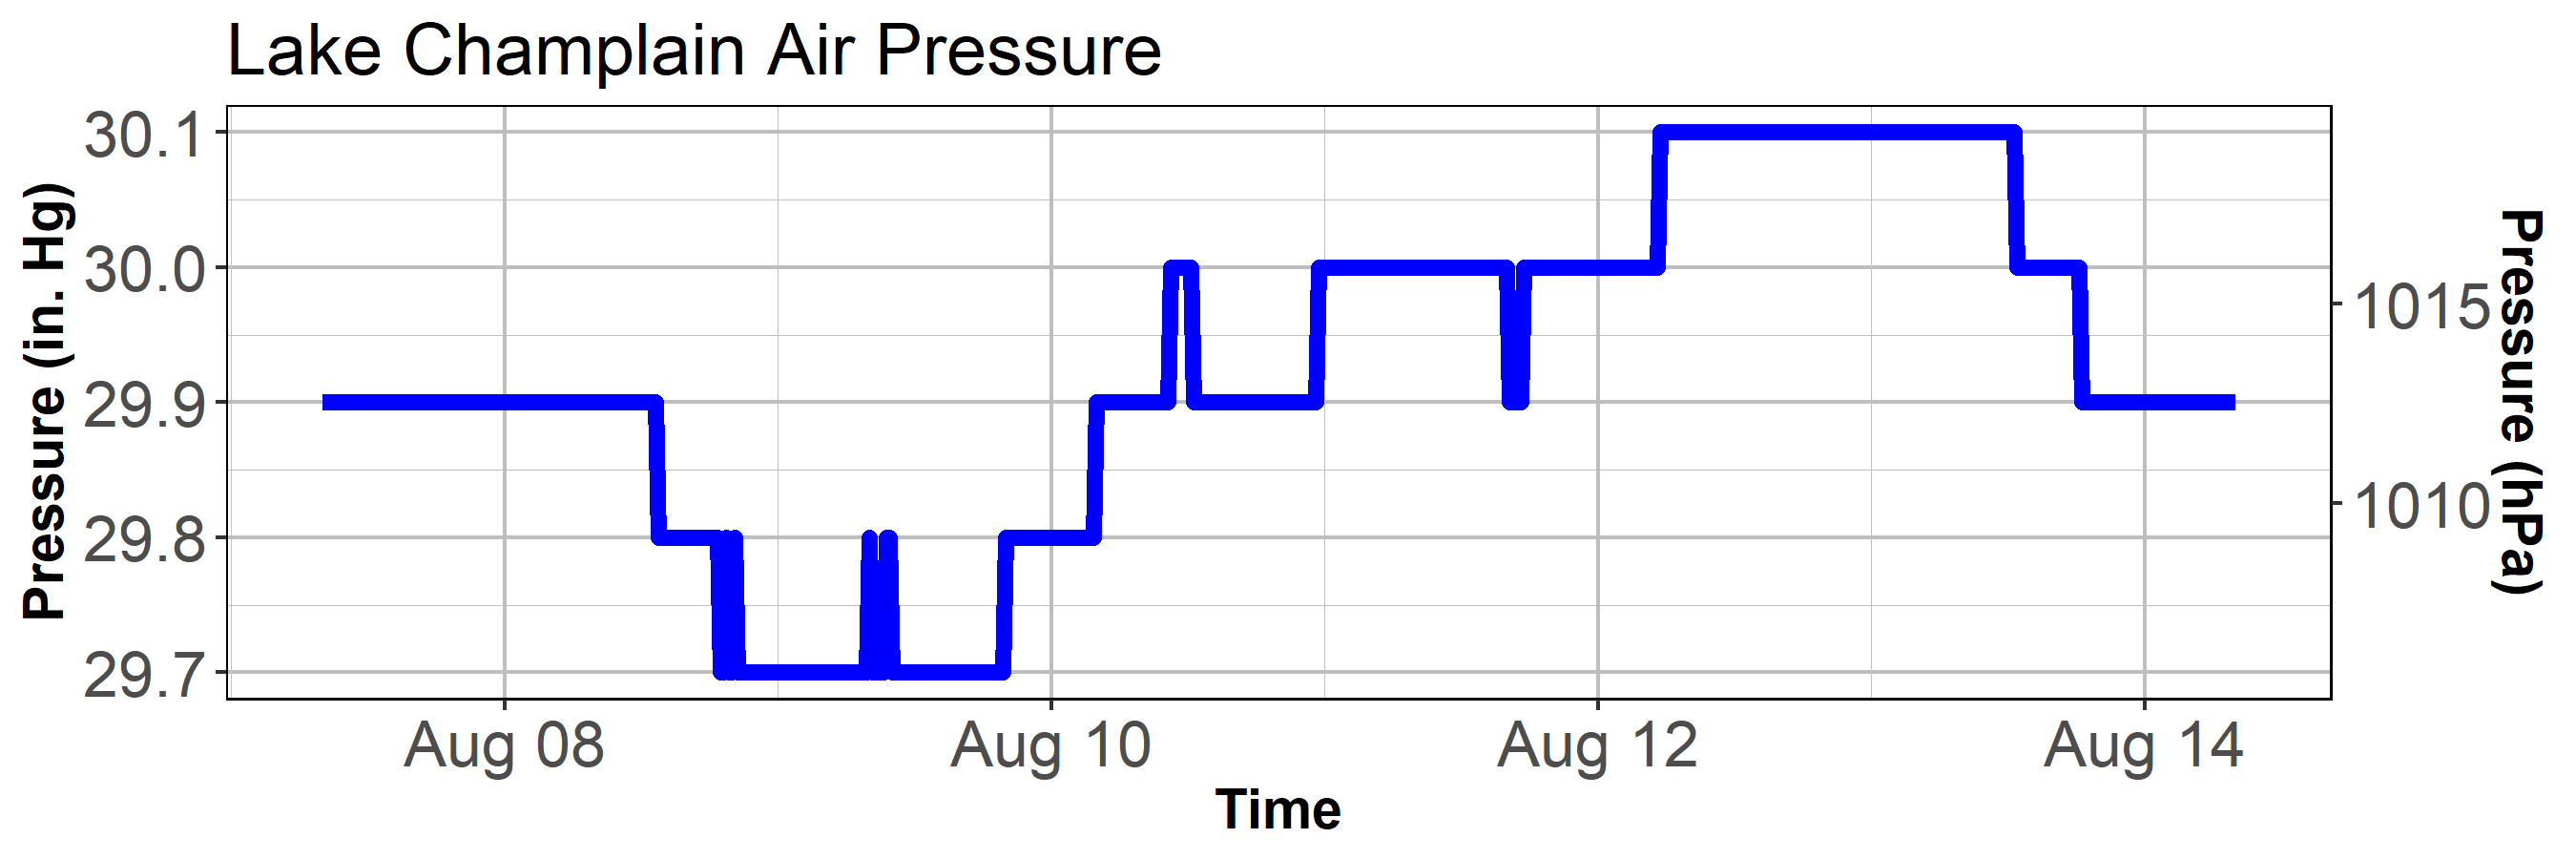 Lake Champlain Air Pressure
Pressure (in. Hg)
30.1
30.0
29.9
29.8
29.7
1015
1010
Pressure (hPa)
Aug 08
Aug 10
Aug 12
Aug 14
Time